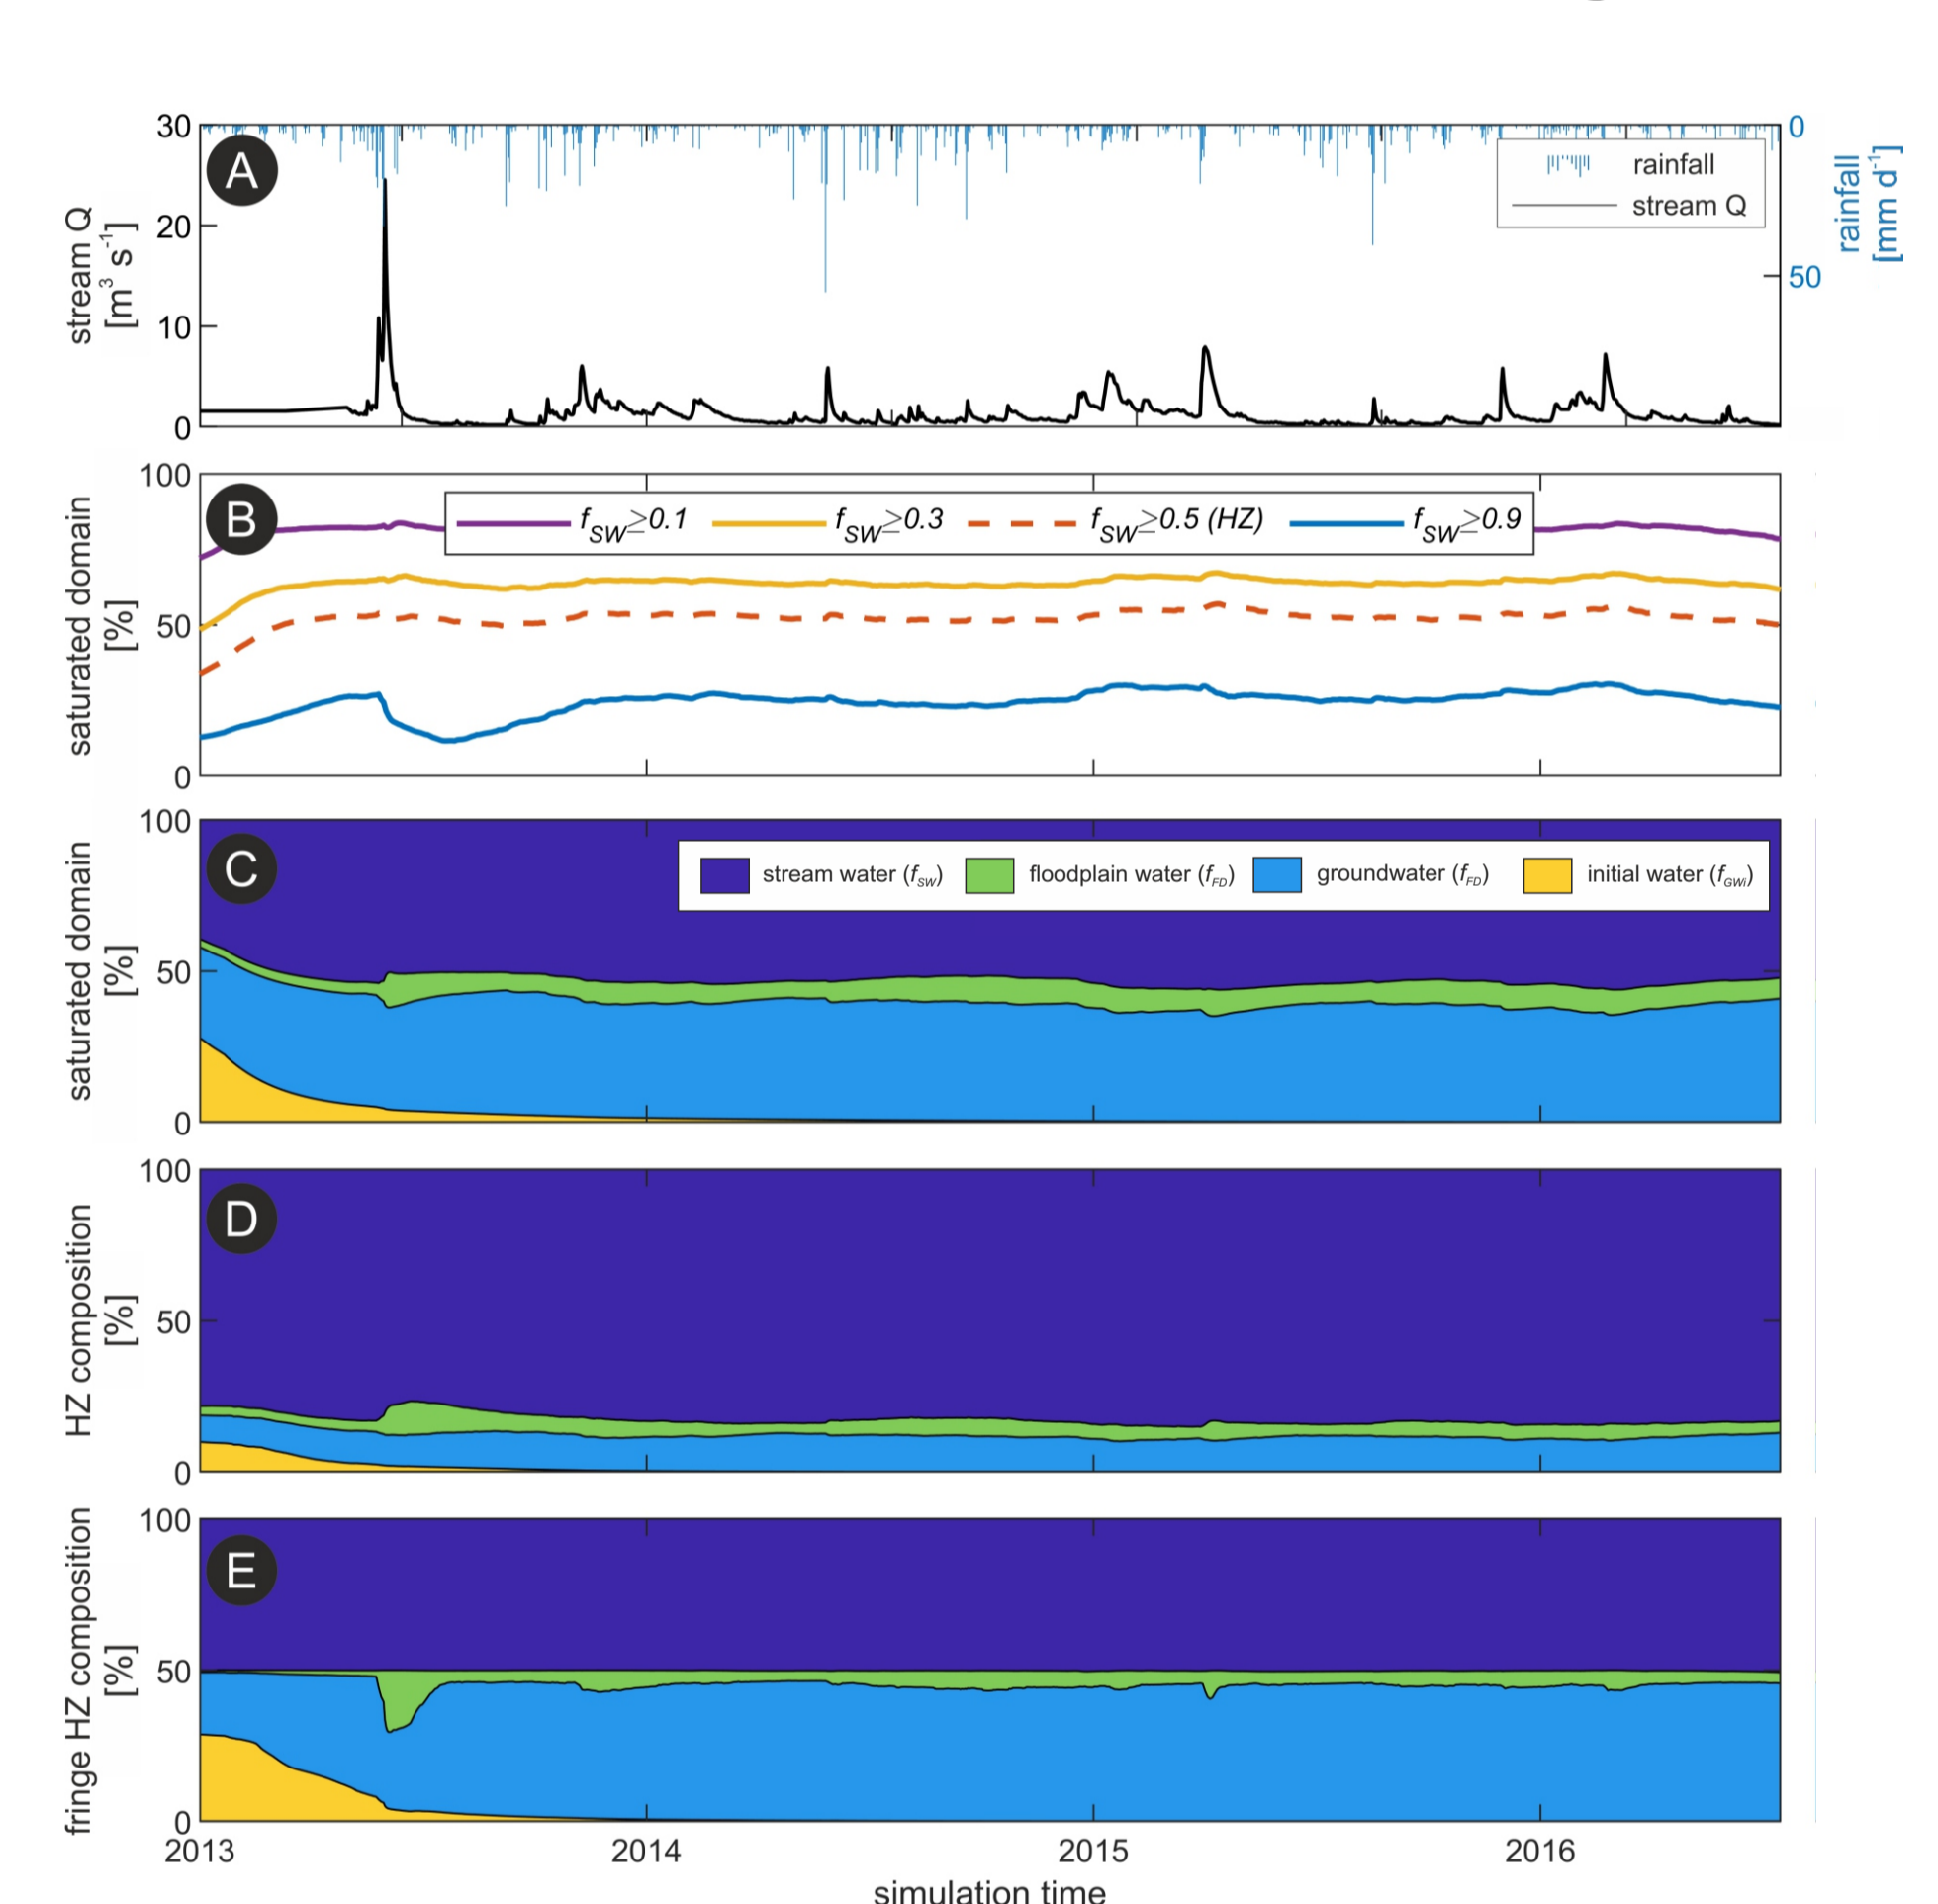 30
20
10
0
stream Q
[m³ s⁻¹]
A
rainfall
stream Q
0
50
rainfall
[mm d⁻¹]
100
50
0
saturated domain
[%]
B
f_SW≥0.1 f_SW≥0.3 f_SW≥0.5 (HZ) f_SW≥0.9
100
50
0
saturated domain
[%]
C
stream water (f_SW) floodplain water (f_FD) groundwater (f_FD) initial water (f_GWi)
100
50
0
HZ composition
[%]
D
100
50
0
fringe HZ composition
[%]
E
2013 2014 2015 2016
simulation time